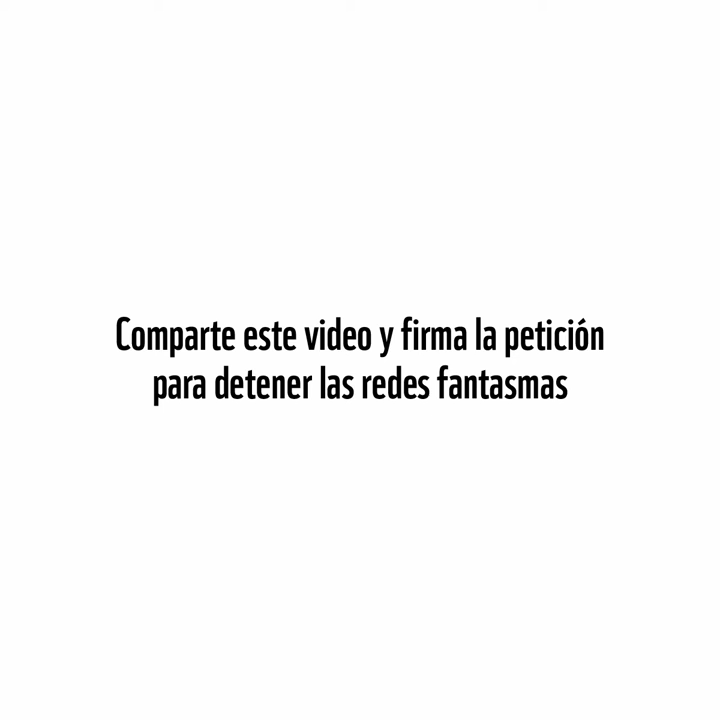 Comparte este video y firma la petición
para detener las redes fantasmas